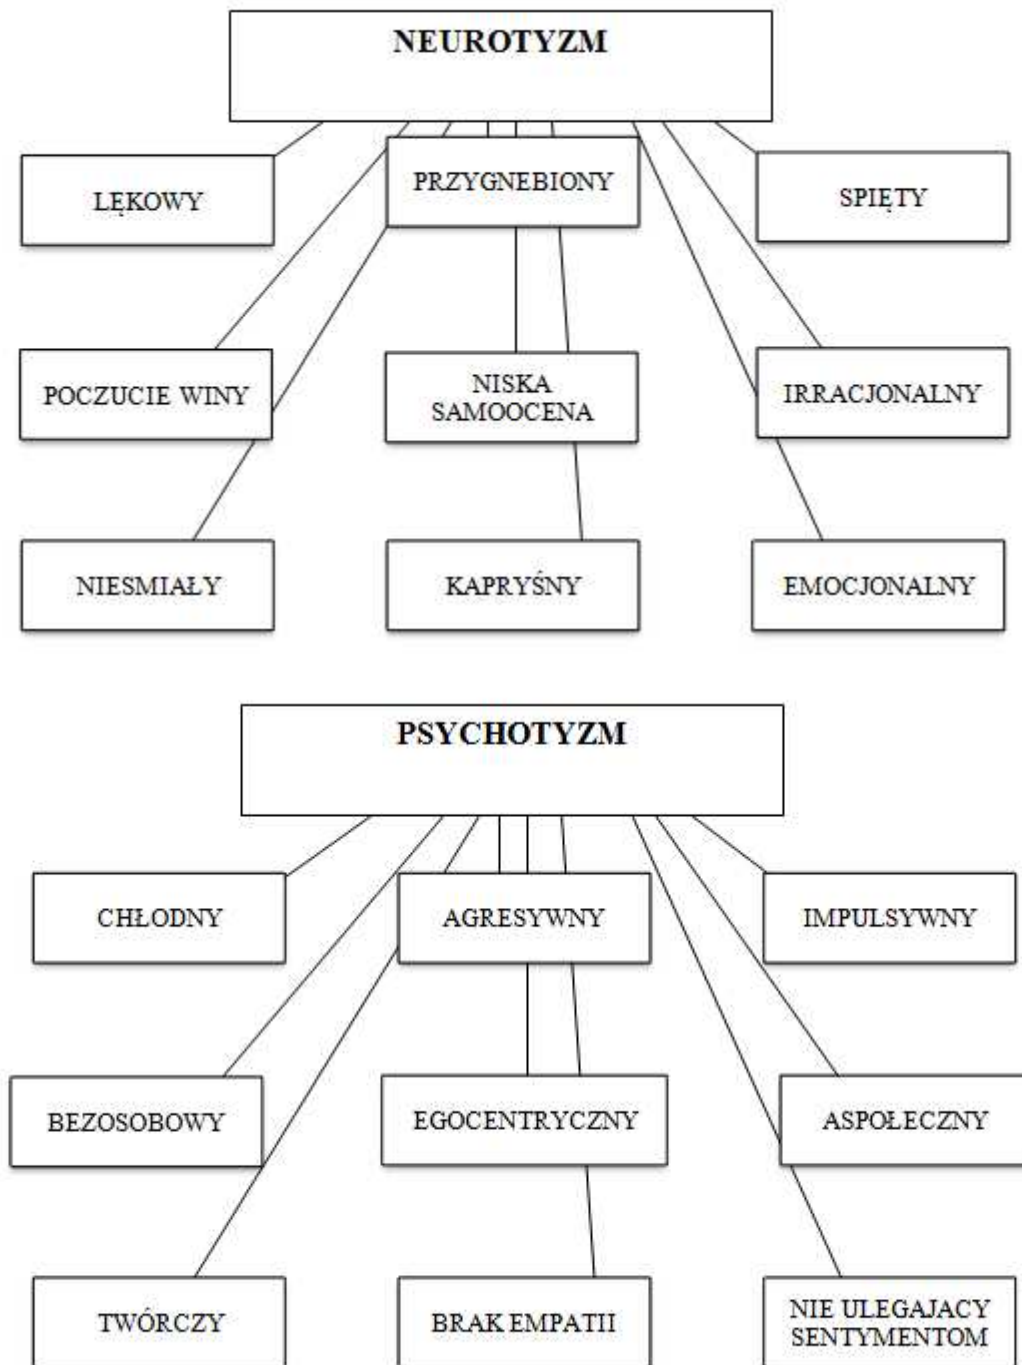 NEUROTYZM
LĘKOWY
PRZYGNEBIONY
SPIĘTY
POCZUCIE WINY
NISKA
SAMOOCENA
IRRACJONALNY
NIESMIAŁY
KAPRYŚNY
EMOCJONALNY
PSYCHOTYZM
CHŁODNY
AGRESYWNY
IMPULSYWNY
BEZOSOBOWY
EGOCENTRYCZNY
ASPOŁECZNY
TWÓRCZY
BRAK EMPATII
NIE ULEGAJACY
SENTYMENTOM